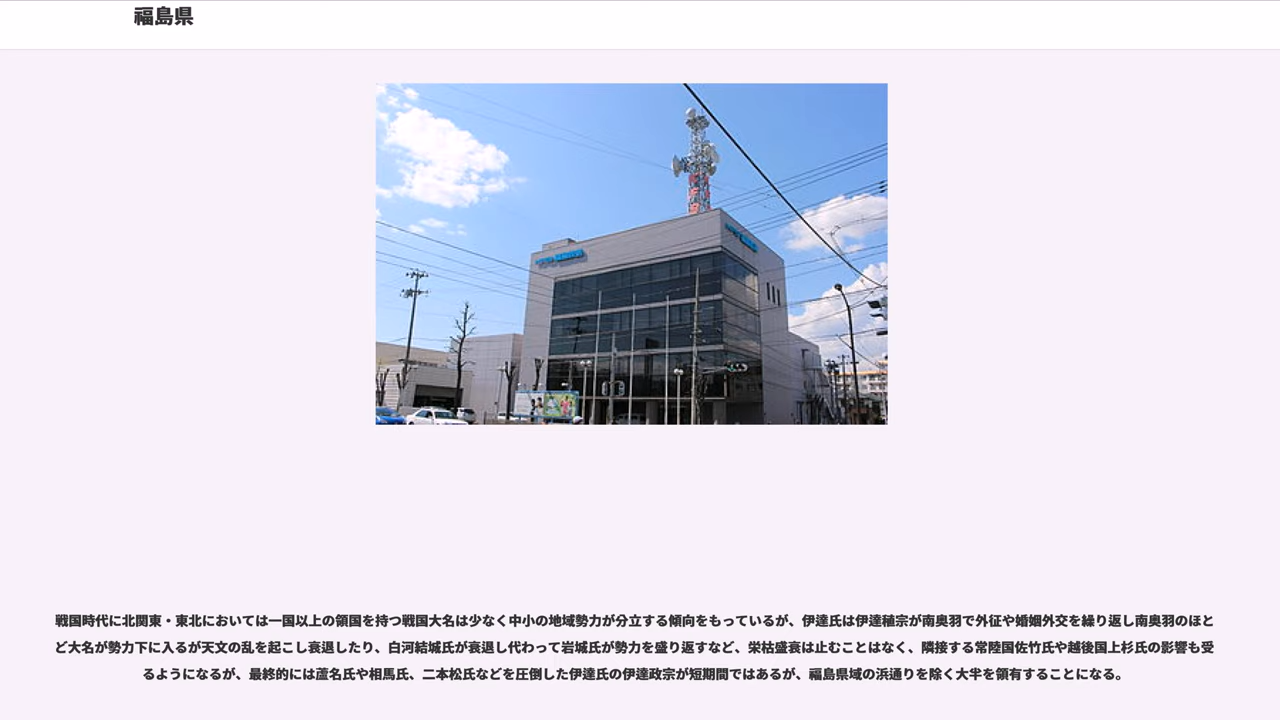 福島県
戦国時代に北関東・東北においては一国以上の領国を持つ戦国大名は少なく中小の地域勢力が分立する傾向をもっているが、伊達氏は伊達稙宗が南奥羽で外征や婚姻外交を繰り返し南奥羽のほと
ど大名が勢力下に入るが天文の乱を起こし衰退したり、白河結城氏が衰退し代わって岩城氏が勢力を盛り返すなど、栄枯盛衰は止むことはなく、隣接する常陸国佐竹氏や越後国上杉氏の影響も受
るようになるが、最終的には蘆名氏や相馬氏、二本松氏などを圧倒した伊達氏の伊達政宗が短期間ではあるが、福島県域の浜通りを除く大半を領有することになる。